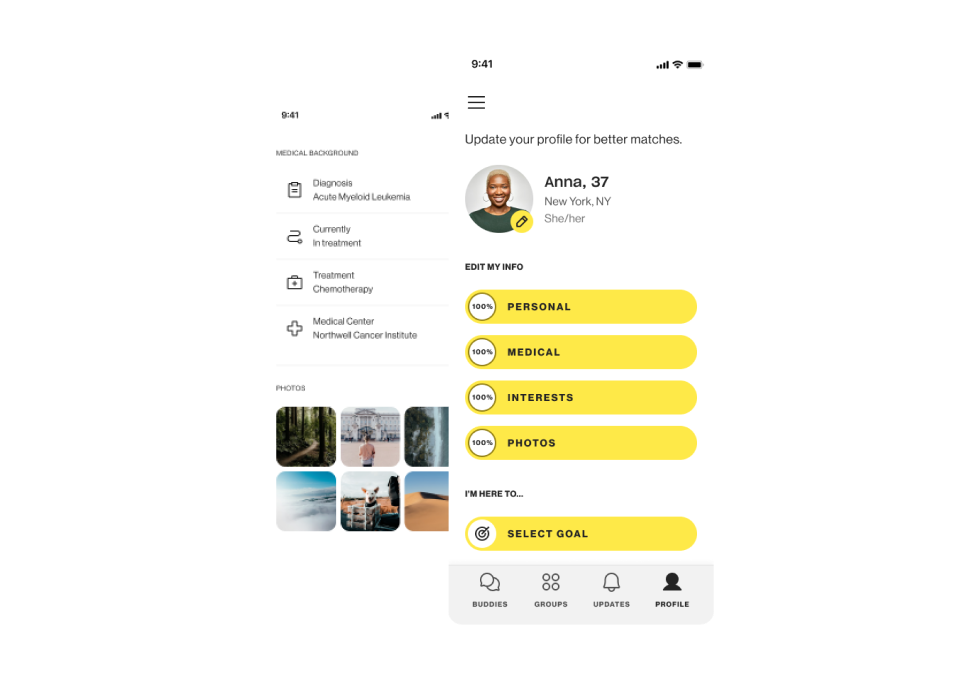 9:41
MEDICAL BACKGROUND
Diagnosis
Acute Myeloid Leukemia
Currently
In treatment
Treatment
Chemotherapy
Medical Center
Northwell Cancer Institute
PHOTOS
9:41
Update your profile for better matches.
Anna, 37
New York, NY
She/her
EDIT MY INFO
100% PERSONAL
100% MEDICAL
100% INTERESTS
100% PHOTOS
I'M HERE TO...
SELECT GOAL
BUDDIES GROUPS UPDATES PROFILE